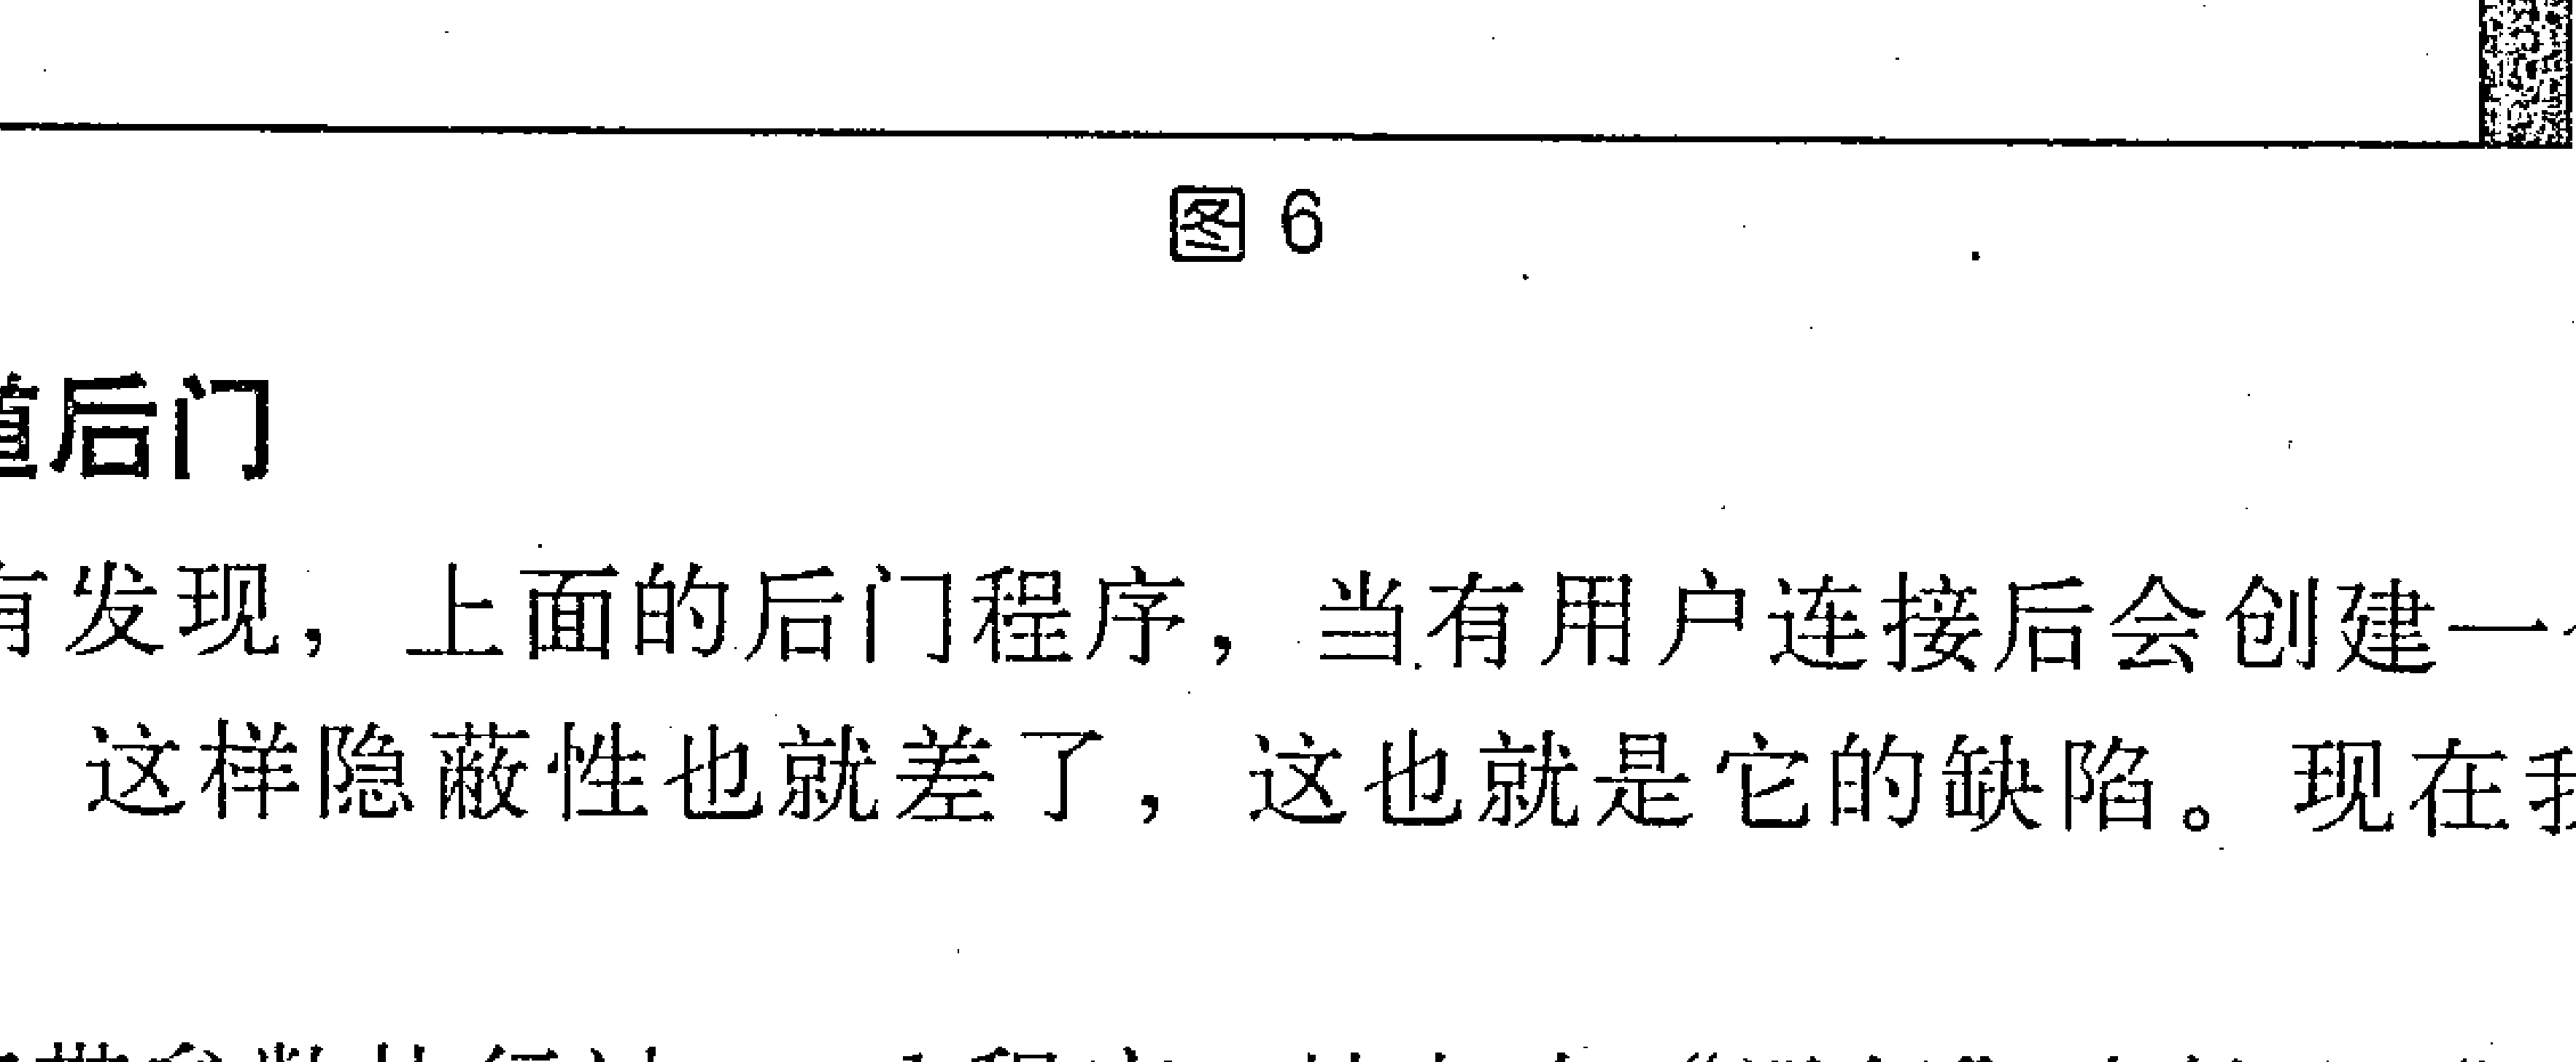 图 6
后门
有发现，上面的后门程序，当有用户连接后会创建一
这样隐蔽性也就差了，这也就是它的缺陷。现在